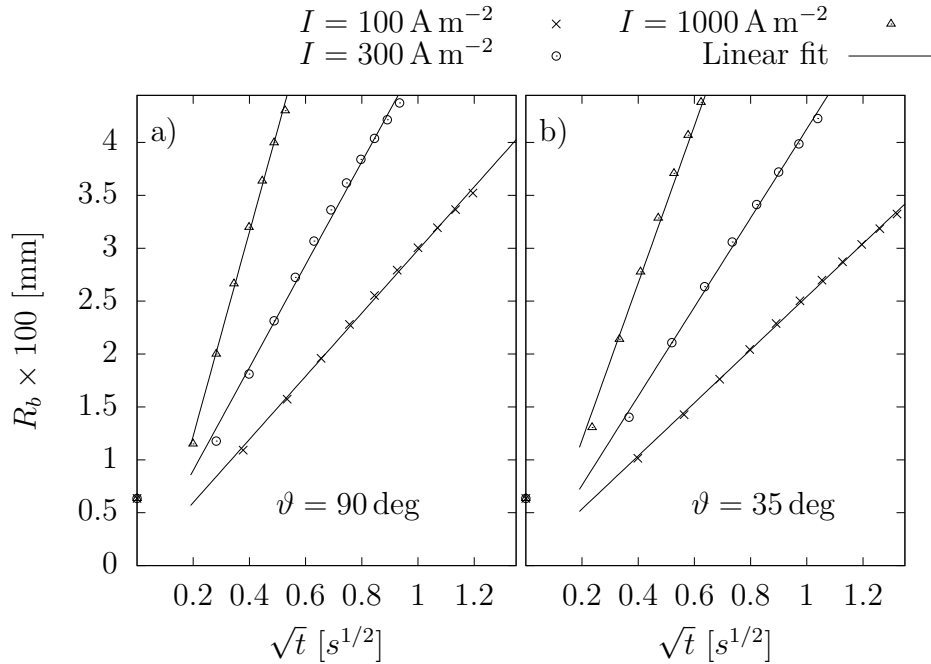 I = 100 A m⁻² I = 1000 A m⁻²
I = 300 A m⁻² Linear fit
a) b)
4
3.5
3
2.5
2
1.5
1
0.5
0
R_b × 100 [mm]
ϑ = 90 deg ϑ = 35 deg
0.2 0.4 0.6 0.8 1 1.2 0.2 0.4 0.6 0.8 1 1.2
√t [s^{1/2}] √t [s^{1/2}]